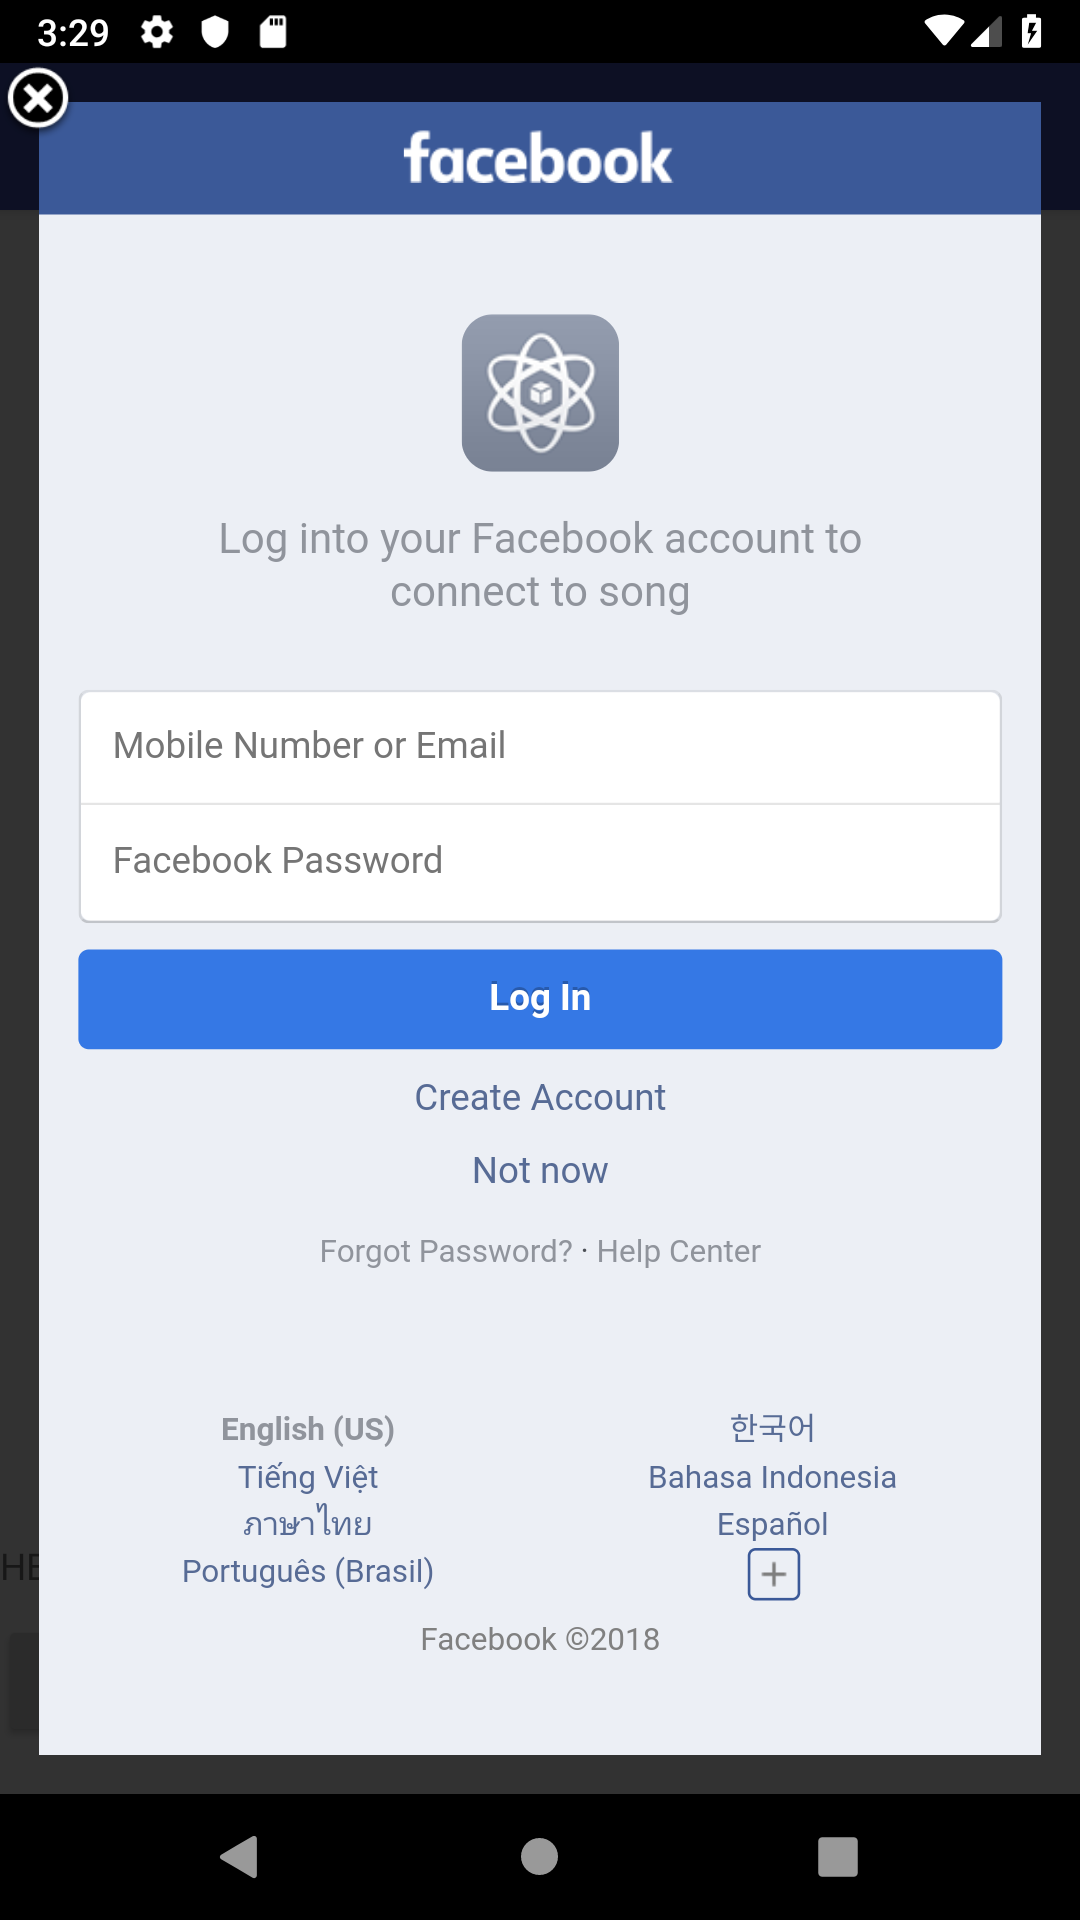 3:29
facebook
Log into your Facebook account to
connect to song
Mobile Number or Email
Facebook Password
Log In
Create Account
Not now
Forgot Password? · Help Center
English (US)
한국어
Tiếng Việt
Bahasa Indonesia
ภาษาไทย
Español
Português (Brasil)
HE
Facebook ©2018